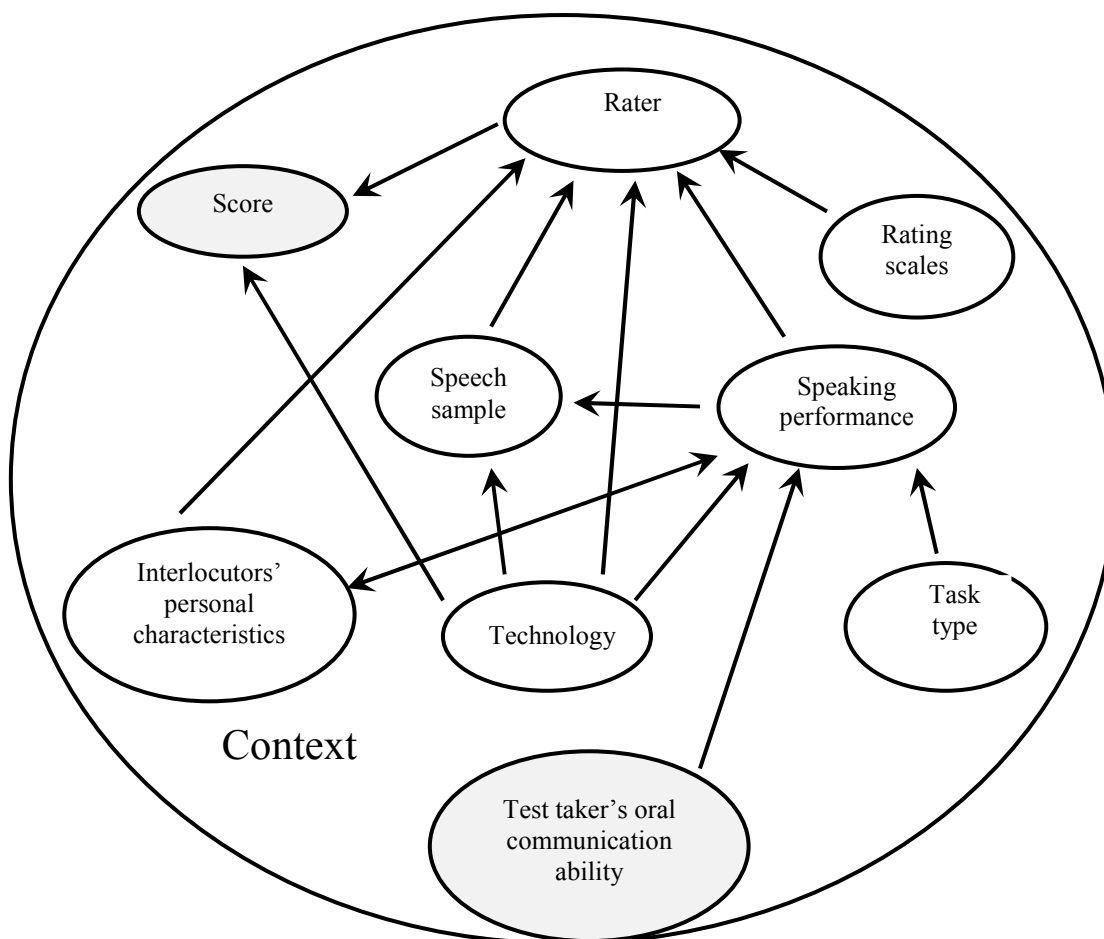 Rater
Score
Rating
scales
Speech
sample
Speaking
performance
Interlocutors’
personal
characteristics
Technology
Task
type
Context
Test taker’s oral
communication
ability